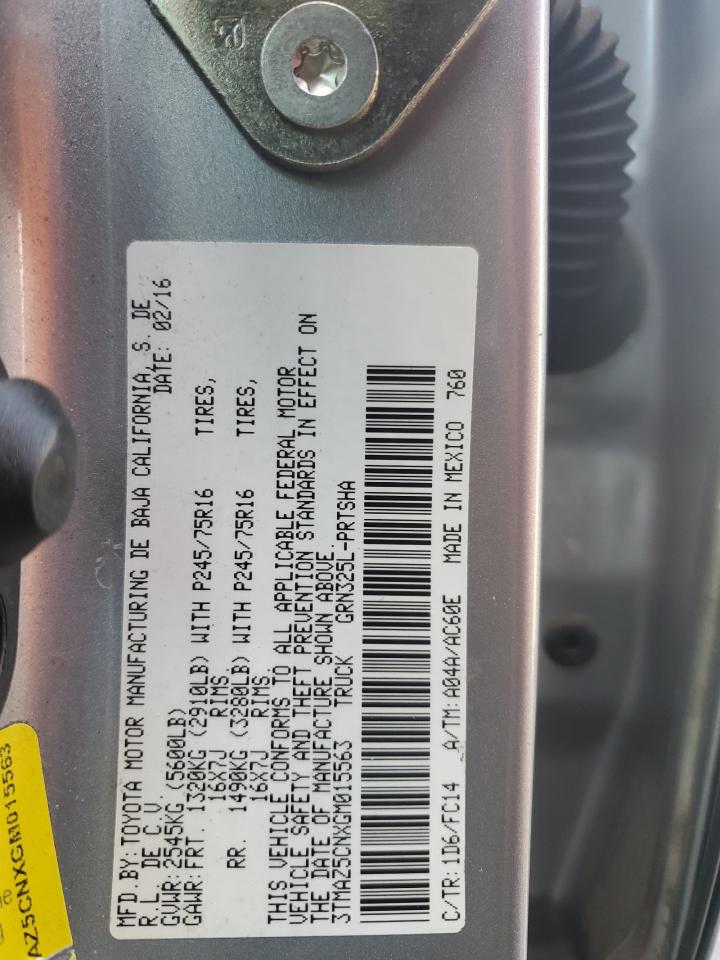 MFD.BY:TOYOTA MOTOR MANUFACTURING DE BAJA CALIFORNIA, S. DE
R.L. DE C.V. DATE: 02/16
GVWR:2545KG (5600LB)
GAWR:FRT. 1320KG (2910LB) WITH P245/75R16 TIRES,
16X7J RIMS.
RR. 1490KG (3280LB) WITH P245/75R16 TIRES,
16X7J RIMS.
THIS VEHICLE CONFORMS TO ALL APPLICABLE FEDERAL MOTOR
VEHICLE SAFETY AND THEFT PREVENTION STANDARDS IN EFFECT ON
THE DATE OF MANUFACTURE SHOWN ABOVE.
3TMAZ5CNXGM015563 TRUCK GRN325L-PRTSHA
C/TR:1D6/FC14 A/TM:A04A/AC60E MADE IN MEXICO 760
AZ5CNXGM015563